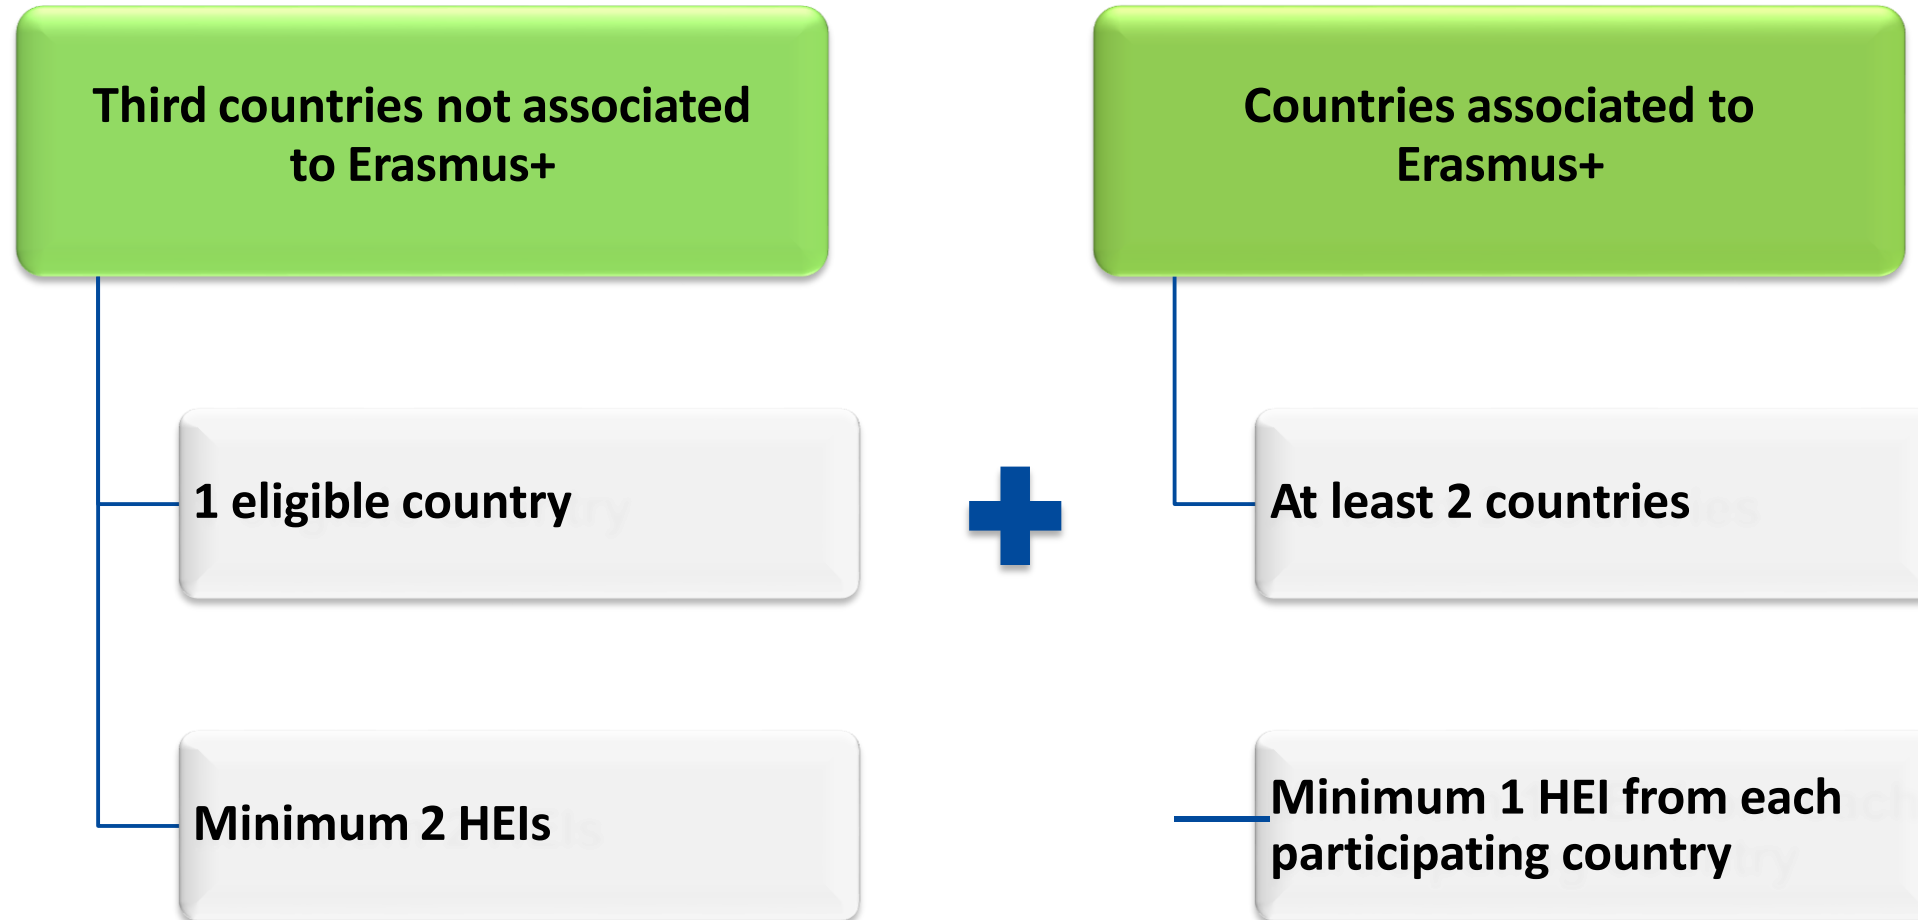 Third countries not associated
to Erasmus+
1 eligible country
Minimum 2 HEIs
Countries associated to
Erasmus+
At least 2 countries
Minimum 1 HEI from each
participating country